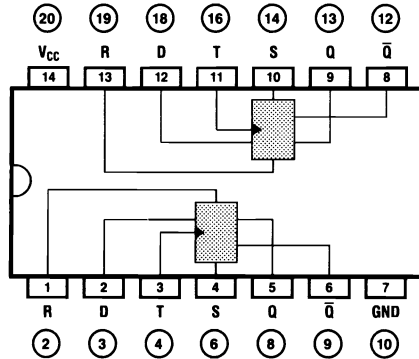 20 19 18 16 14 13 12
VCC R D T S Q Q̅
14 13 12 11 10 9 8
1 2 3 4 5 6 7
R D T S Q Q̅ GND
2 3 4 6 8 9 10